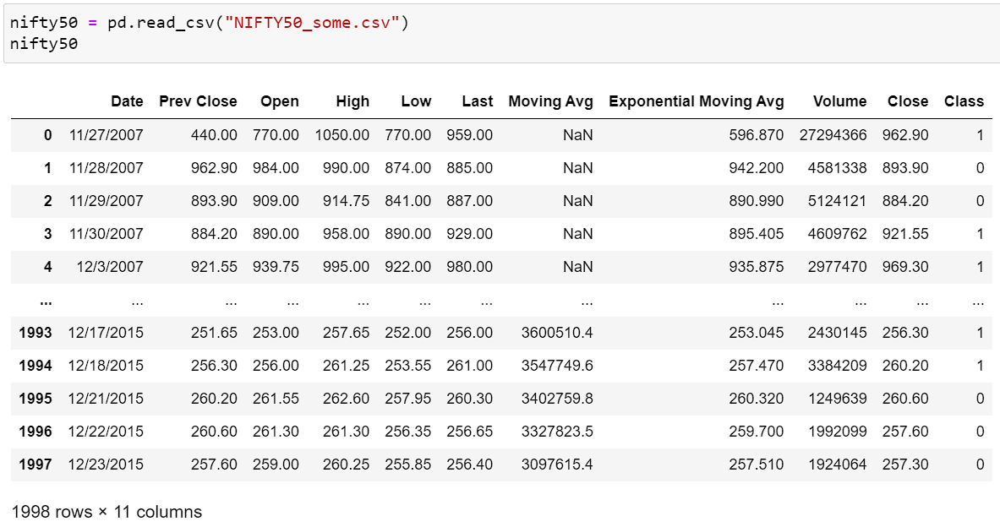 nifty50 = pd.read_csv("NIFTY50_some.csv")
nifty50
Date Prev Close Open High Low Last Moving Avg Exponential Moving Avg Volume Close Class
0 11/27/2007 440.00 770.00 1050.00 770.00 959.00 NaN 596.870 27294366 962.90 1
1 11/28/2007 962.90 984.00 990.00 874.00 885.00 NaN 942.200 4581338 893.90 0
2 11/29/2007 893.90 909.00 914.75 841.00 887.00 NaN 890.990 5124121 884.20 0
3 11/30/2007 884.20 890.00 958.00 890.00 929.00 NaN 895.405 4609762 921.55 1
4 12/3/2007 921.55 939.75 995.00 922.00 980.00 NaN 935.875 2977470 969.30 1
... ... ... ... ... ... ... ... ... ... ... ...
1993 12/17/2015 251.65 253.00 257.65 252.00 256.00 3600510.4 253.045 2430145 256.30 1
1994 12/18/2015 256.30 256.00 261.25 253.55 261.00 3547749.6 257.470 3384209 260.20 1
1995 12/21/2015 260.20 261.55 262.60 257.95 260.30 3402759.8 260.320 1249639 260.60 0
1996 12/22/2015 260.60 261.30 261.30 256.35 256.65 3327823.5 259.700 1992099 257.60 0
1997 12/23/2015 257.60 259.00 260.25 255.85 256.40 3097615.4 257.510 1924064 257.30 0
1998 rows × 11 columns